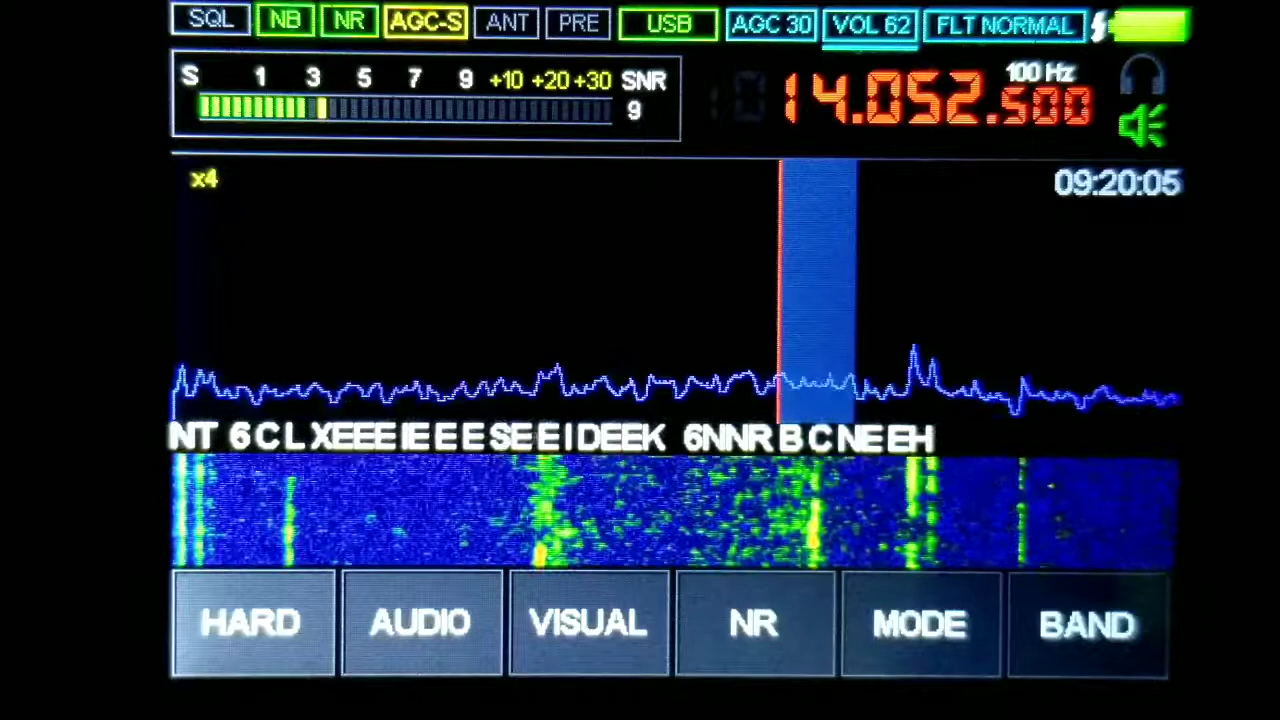 SQL NB NR AGC-S ANT PRE USB AGC 30 VOL 62 FLT NORMAL
S 1 3 5 7 9 +10 +20 +30 SNR
9
100 Hz
14.052.500
x4
09:20:05
NT 6CLXEEEIEEESEEIDEEK 6NNRBCNEEH
HARD AUDIO VISUAL NR MODE BAND